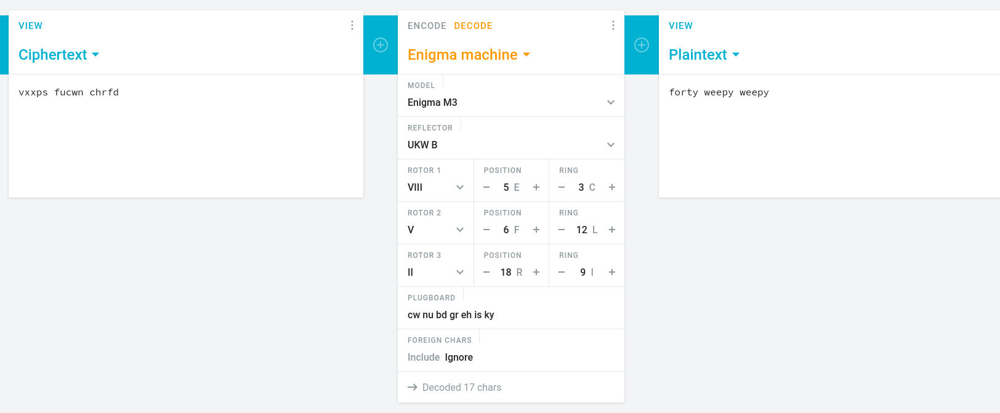 VIEW
Ciphertext
vxxps fucwn chrfd
ENCODE DECODE
Enigma machine
MODEL
Enigma M3
REFLECTOR
UKW B
ROTOR 1 POSITION RING
VIII − 5 E + − 3 C +
ROTOR 2 POSITION RING
V − 6 F + − 12 L +
ROTOR 3 POSITION RING
II − 18 R + − 9 I +
PLUGBOARD
cw nu bd gr eh is ky
FOREIGN CHARS
Include Ignore
→ Decoded 17 chars
VIEW
Plaintext
forty weepy weepy